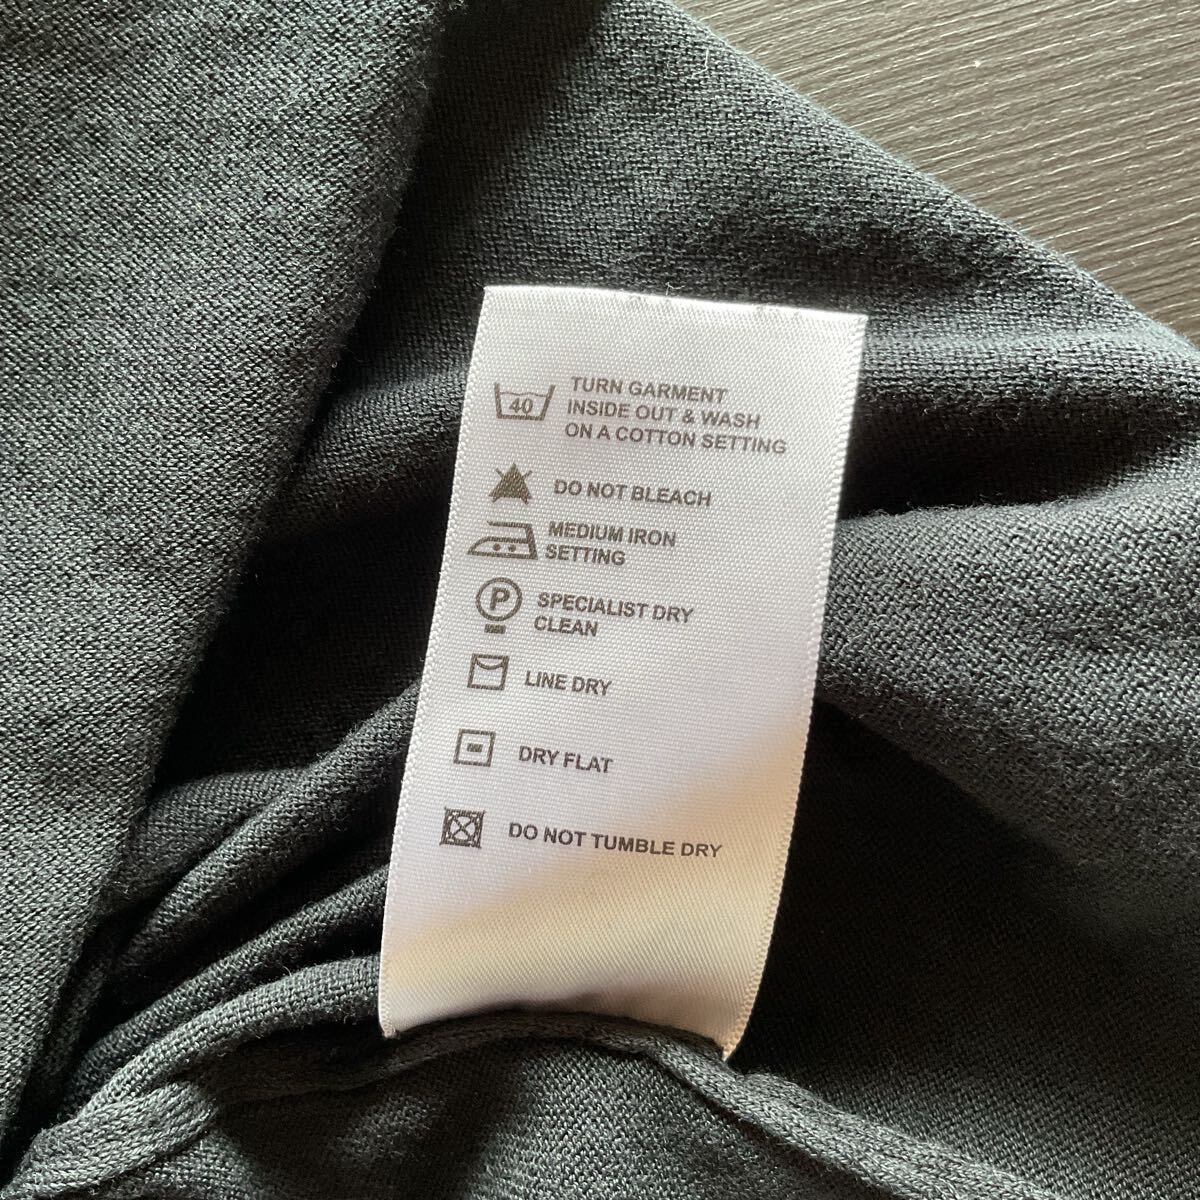 40
TURN GARMENT
INSIDE OUT & WASH
ON A COTTON SETTING
DO NOT BLEACH
MEDIUM IRON
SETTING
P
SPECIALIST DRY
CLEAN
LINE DRY
DRY FLAT
DO NOT TUMBLE DRY